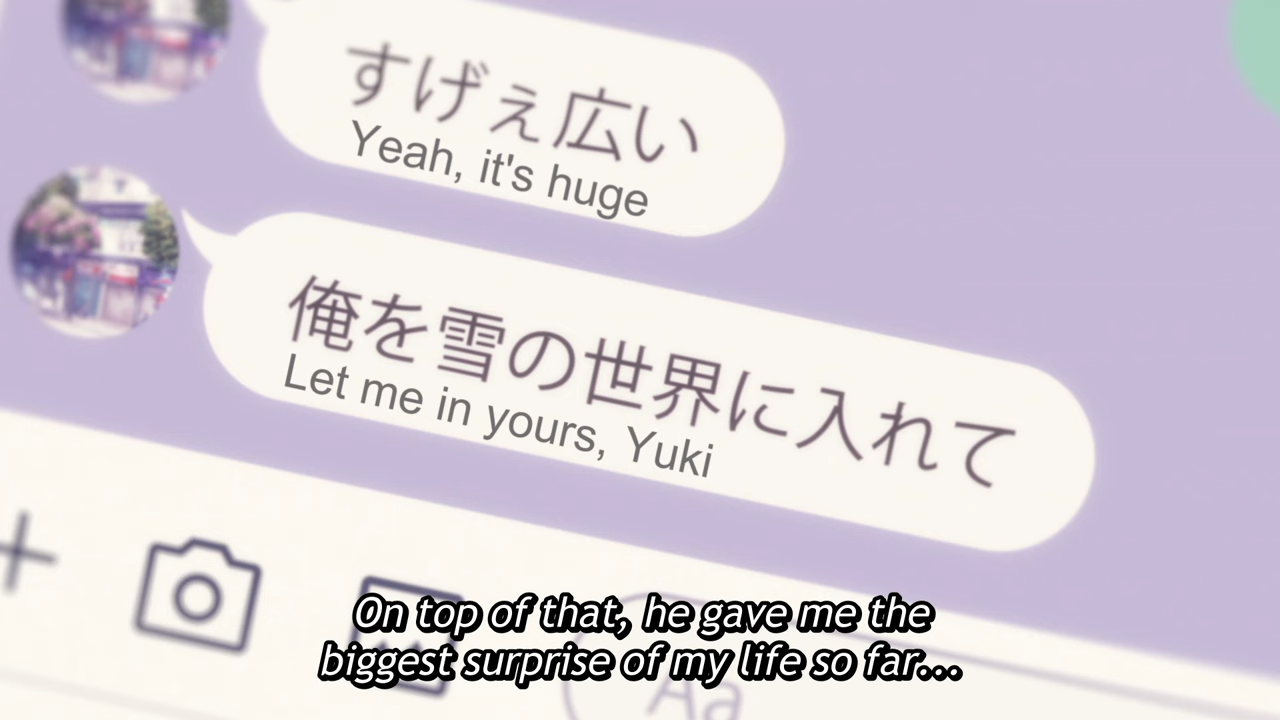 すげぇ広い
Yeah, it's huge
俺を雪の世界に入れて
Let me in yours, Yuki
Aa
On top of that, he gave me the
biggest surprise of my life so far...